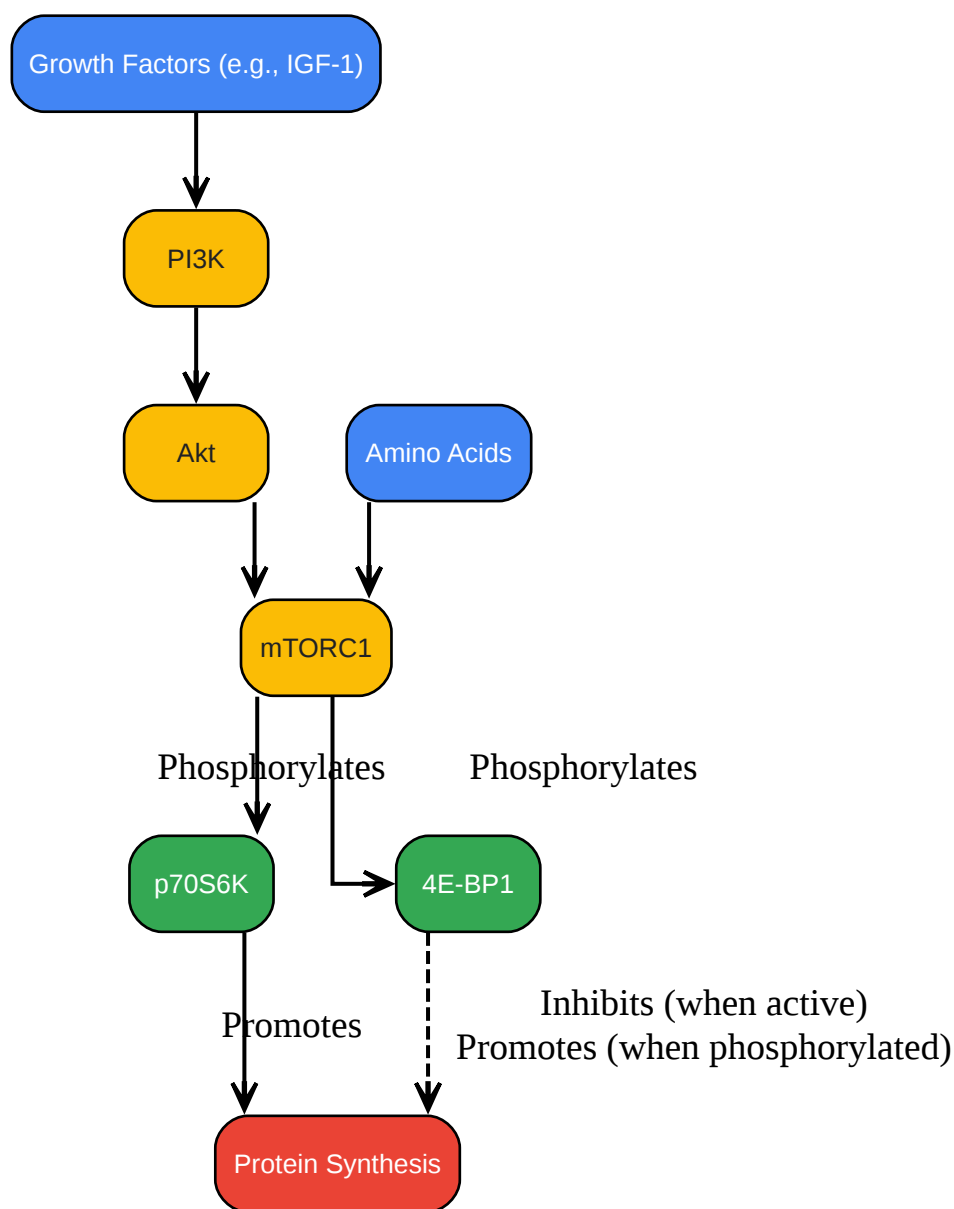 Growth Factors (e.g., IGF-1)
PI3K
Akt
Amino Acids
mTORC1
Phosphorylates
Phosphorylates
p70S6K
4E-BP1
Promotes
Inhibits (when active)
Promotes (when phosphorylated)
Protein Synthesis